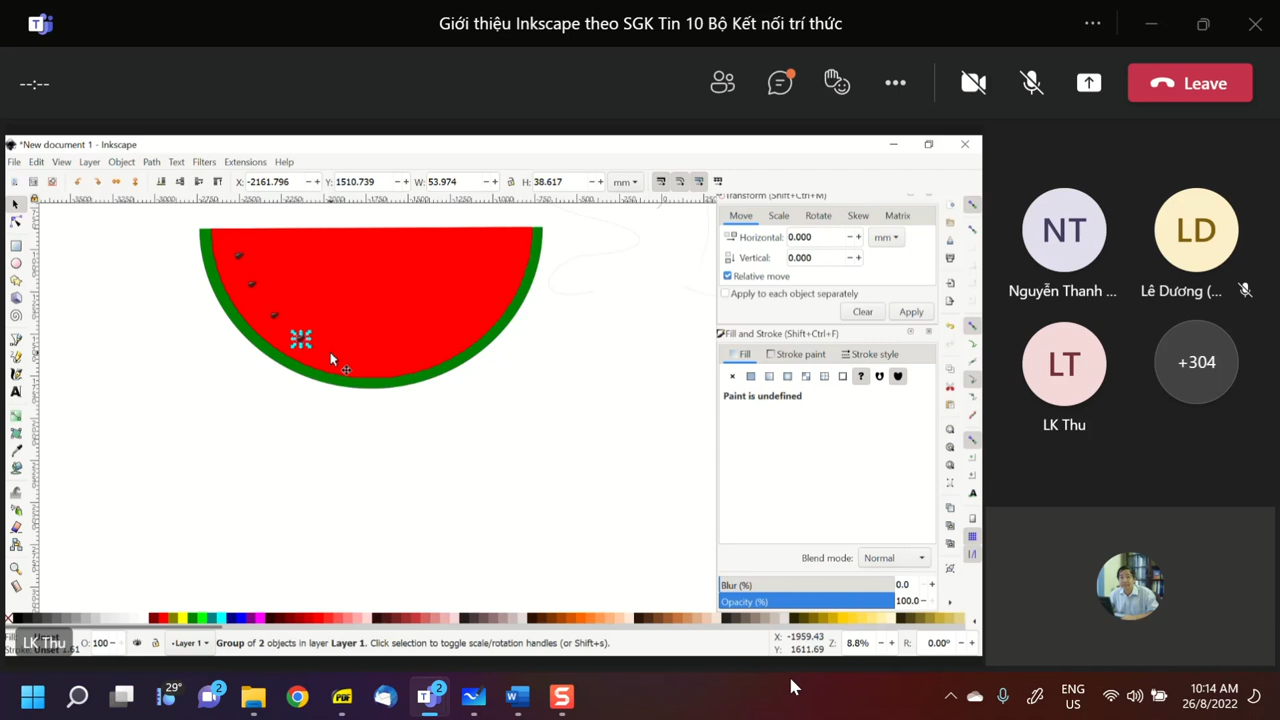 Giới thiệu Inkscape theo SGK Tin 10 Bộ Kết nối trí thức
--:--
Leave
*New document 1 - Inkscape
File Edit View Layer Object Path Text Filters Extensions Help
X: -2161.796 Y: 1510.739 W: 53.974 H: 38.617 mm
Transform (Shift+Ctrl+M)
Move Scale Rotate Skew Matrix
Horizontal: 0.000 mm
Vertical: 0.000
Relative move
Apply to each object separately
Clear Apply
Fill and Stroke (Shift+Ctrl+F)
Fill Stroke paint Stroke style
Paint is undefined
Blend mode: Normal
Blur (%) 0.0
Opacity (%) 100.0
LK Thu
O: 100 Layer 1 Group of 2 objects in layer Layer 1. Click selection to toggle scale/rotation handles (or Shift+s).
X: -1959.43
Y: 1611.69
Z: 8.8% R: 0.00°
NT
Nguyễn Thanh ...
LD
Lê Dương (...
LT
LK Thu
+304
29°
2
2
ENG
US
10:14 AM
26/8/2022